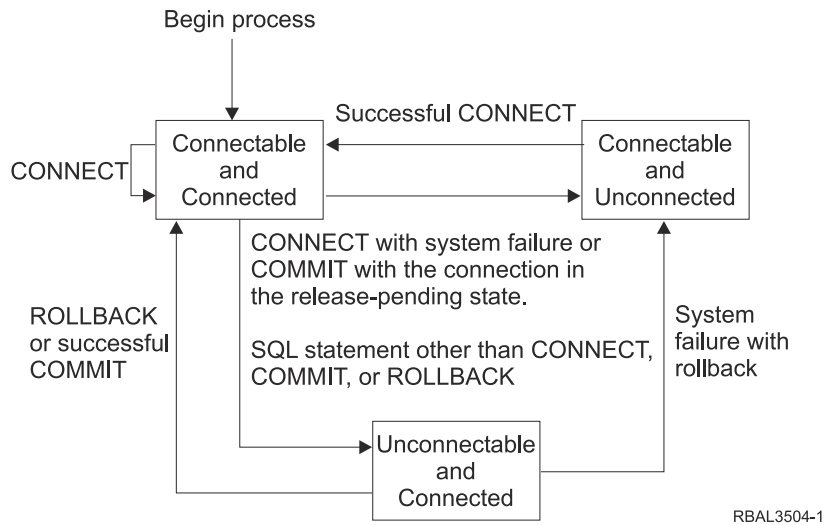 Begin process
Successful CONNECT
Connectable
and
Connected
Connectable
and
Unconnected
CONNECT
CONNECT with system failure or
COMMIT with the connection in
the release-pending state.
ROLLBACK
or successful
COMMIT
SQL statement other than CONNECT,
COMMIT, or ROLLBACK
System
failure with
rollback
Unconnectable
and
Connected
RBAL3504-1